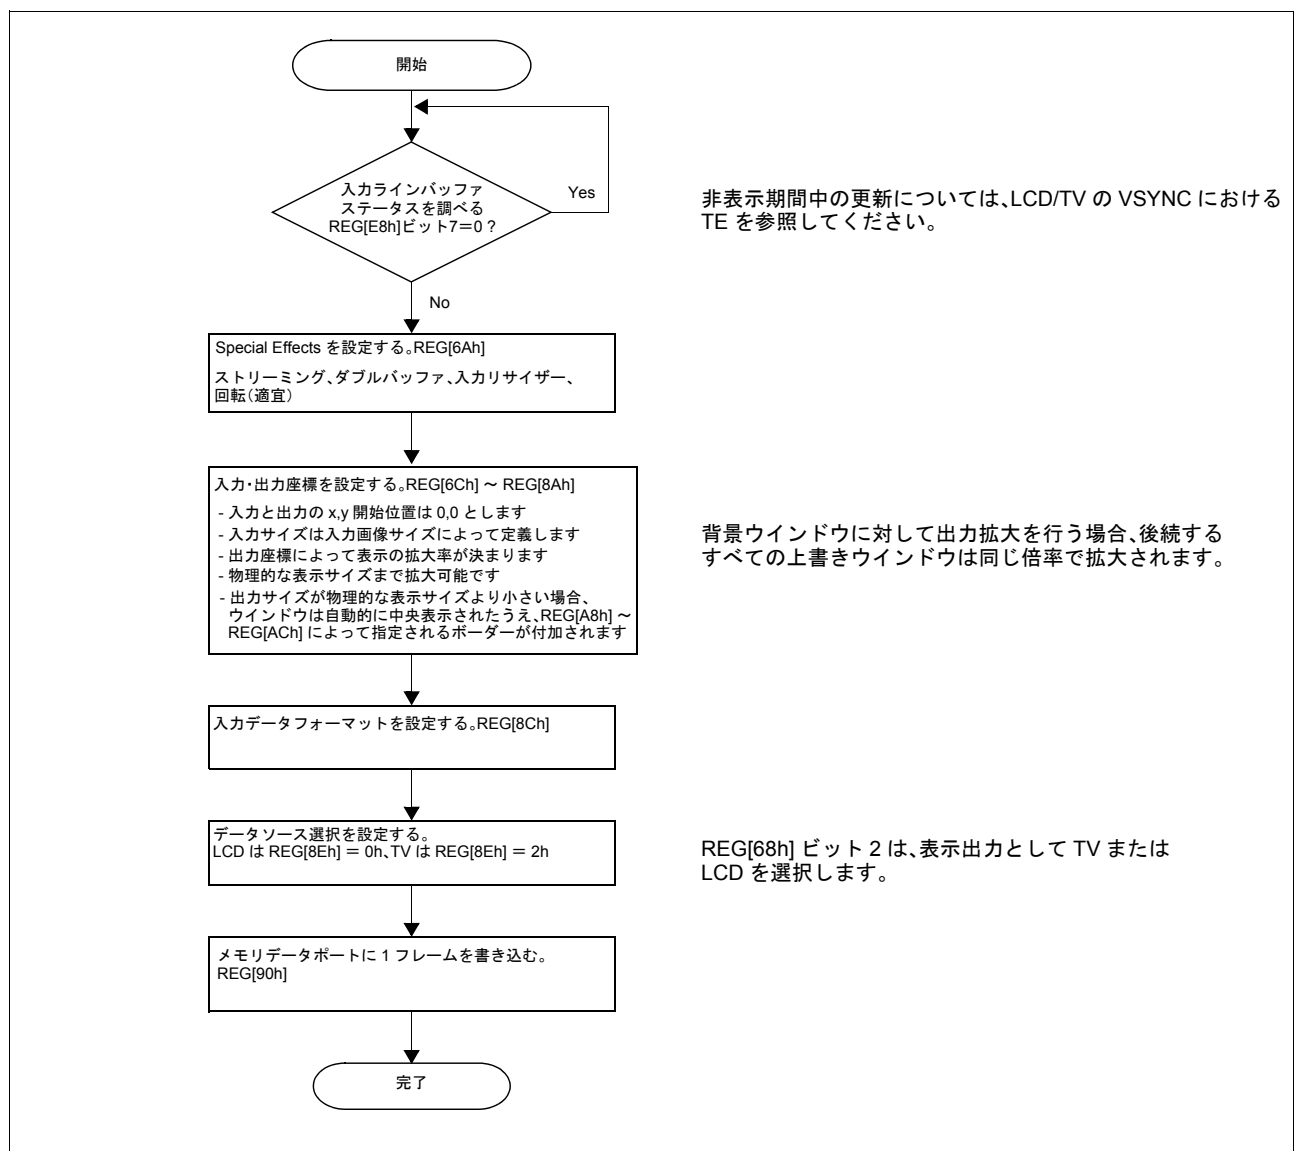 開始
入力ラインバッファ
ステータスを調べる
REG[E8h]ビット7＝0？
Yes
非表示期間中の更新については、LCD/TV の VSYNC における
TE を参照してください。
No
Special Effects を設定する。REG[6Ah]
ストリーミング、ダブルバッファ、入力リサイザー、
回転（適宜）
入力・出力座標を設定する。REG[6Ch] ～ REG[8Ah]
- 入力と出力の x,y 開始位置は 0,0 とします
- 入力サイズは入力画像サイズによって定義します
- 出力座標によって表示の拡大率が決まります
- 物理的な表示サイズまで拡大可能です
- 出力サイズが物理的な表示サイズより小さい場合、
ウインドウは自動的に中央表示されたうえ、REG[A8h] ～
REG[ACh] によって指定されるボーダーが付加されます
背景ウインドウに対して出力拡大を行う場合、後続する
すべての上書きウインドウは同じ倍率で拡大されます。
入力データフォーマットを設定する。REG[8Ch]
データソース選択を設定する。
LCD は REG[8Eh] ＝ 0h、TV は REG[8Eh] ＝ 2h
REG[68h] ビット 2 は、表示出力として TV または
LCD を選択します。
メモリデータポートに 1 フレームを書き込む。
REG[90h]
完了